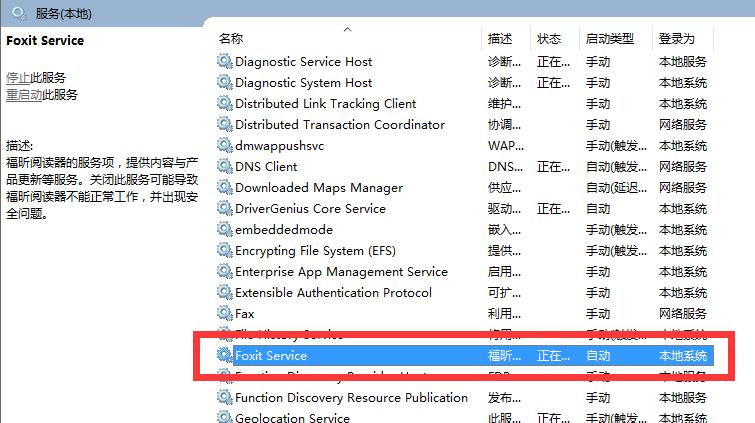 服务(本地)
Foxit Service
停止此服务
重启动此服务
描述:
福昕阅读器的服务项，提供内容与产
品更新等服务。关闭此服务可能导致
福昕阅读器不能正常工作，并出现安
全问题。
名称 描述 状态 启动类型 登录为
Diagnostic Service Host 诊断... 正在... 手动 本地服务
Diagnostic System Host 诊断... 正在... 手动 本地系统
Distributed Link Tracking Client 维护... 手动 本地系统
Distributed Transaction Coordinator 协调... 手动 网络服务
dmwappushsvc WAP... 手动(触发... 本地系统
DNS Client DNS... 正在... 自动(触发... 网络服务
Downloaded Maps Manager 供应... 自动(延迟... 网络服务
DriverGenius Core Service 驱动... 正在... 自动 本地系统
embeddedmode 嵌入... 手动(触发... 本地系统
Encrypting File System (EFS) 提供... 手动(触发... 本地系统
Enterprise App Management Service 启用... 手动 本地系统
Extensible Authentication Protocol 可扩... 手动 本地系统
Fax 利用... 手动 网络服务
File History Service 将用... 手动(触发... 本地系统
Foxit Service 福昕... 正在... 自动 本地系统
Function Discovery Provider Host FDP... 手动 本地服务
Function Discovery Resource Publication 发布... 手动 本地服务
Geolocation Service 此服... 正在... 手动(触发... 本地系统